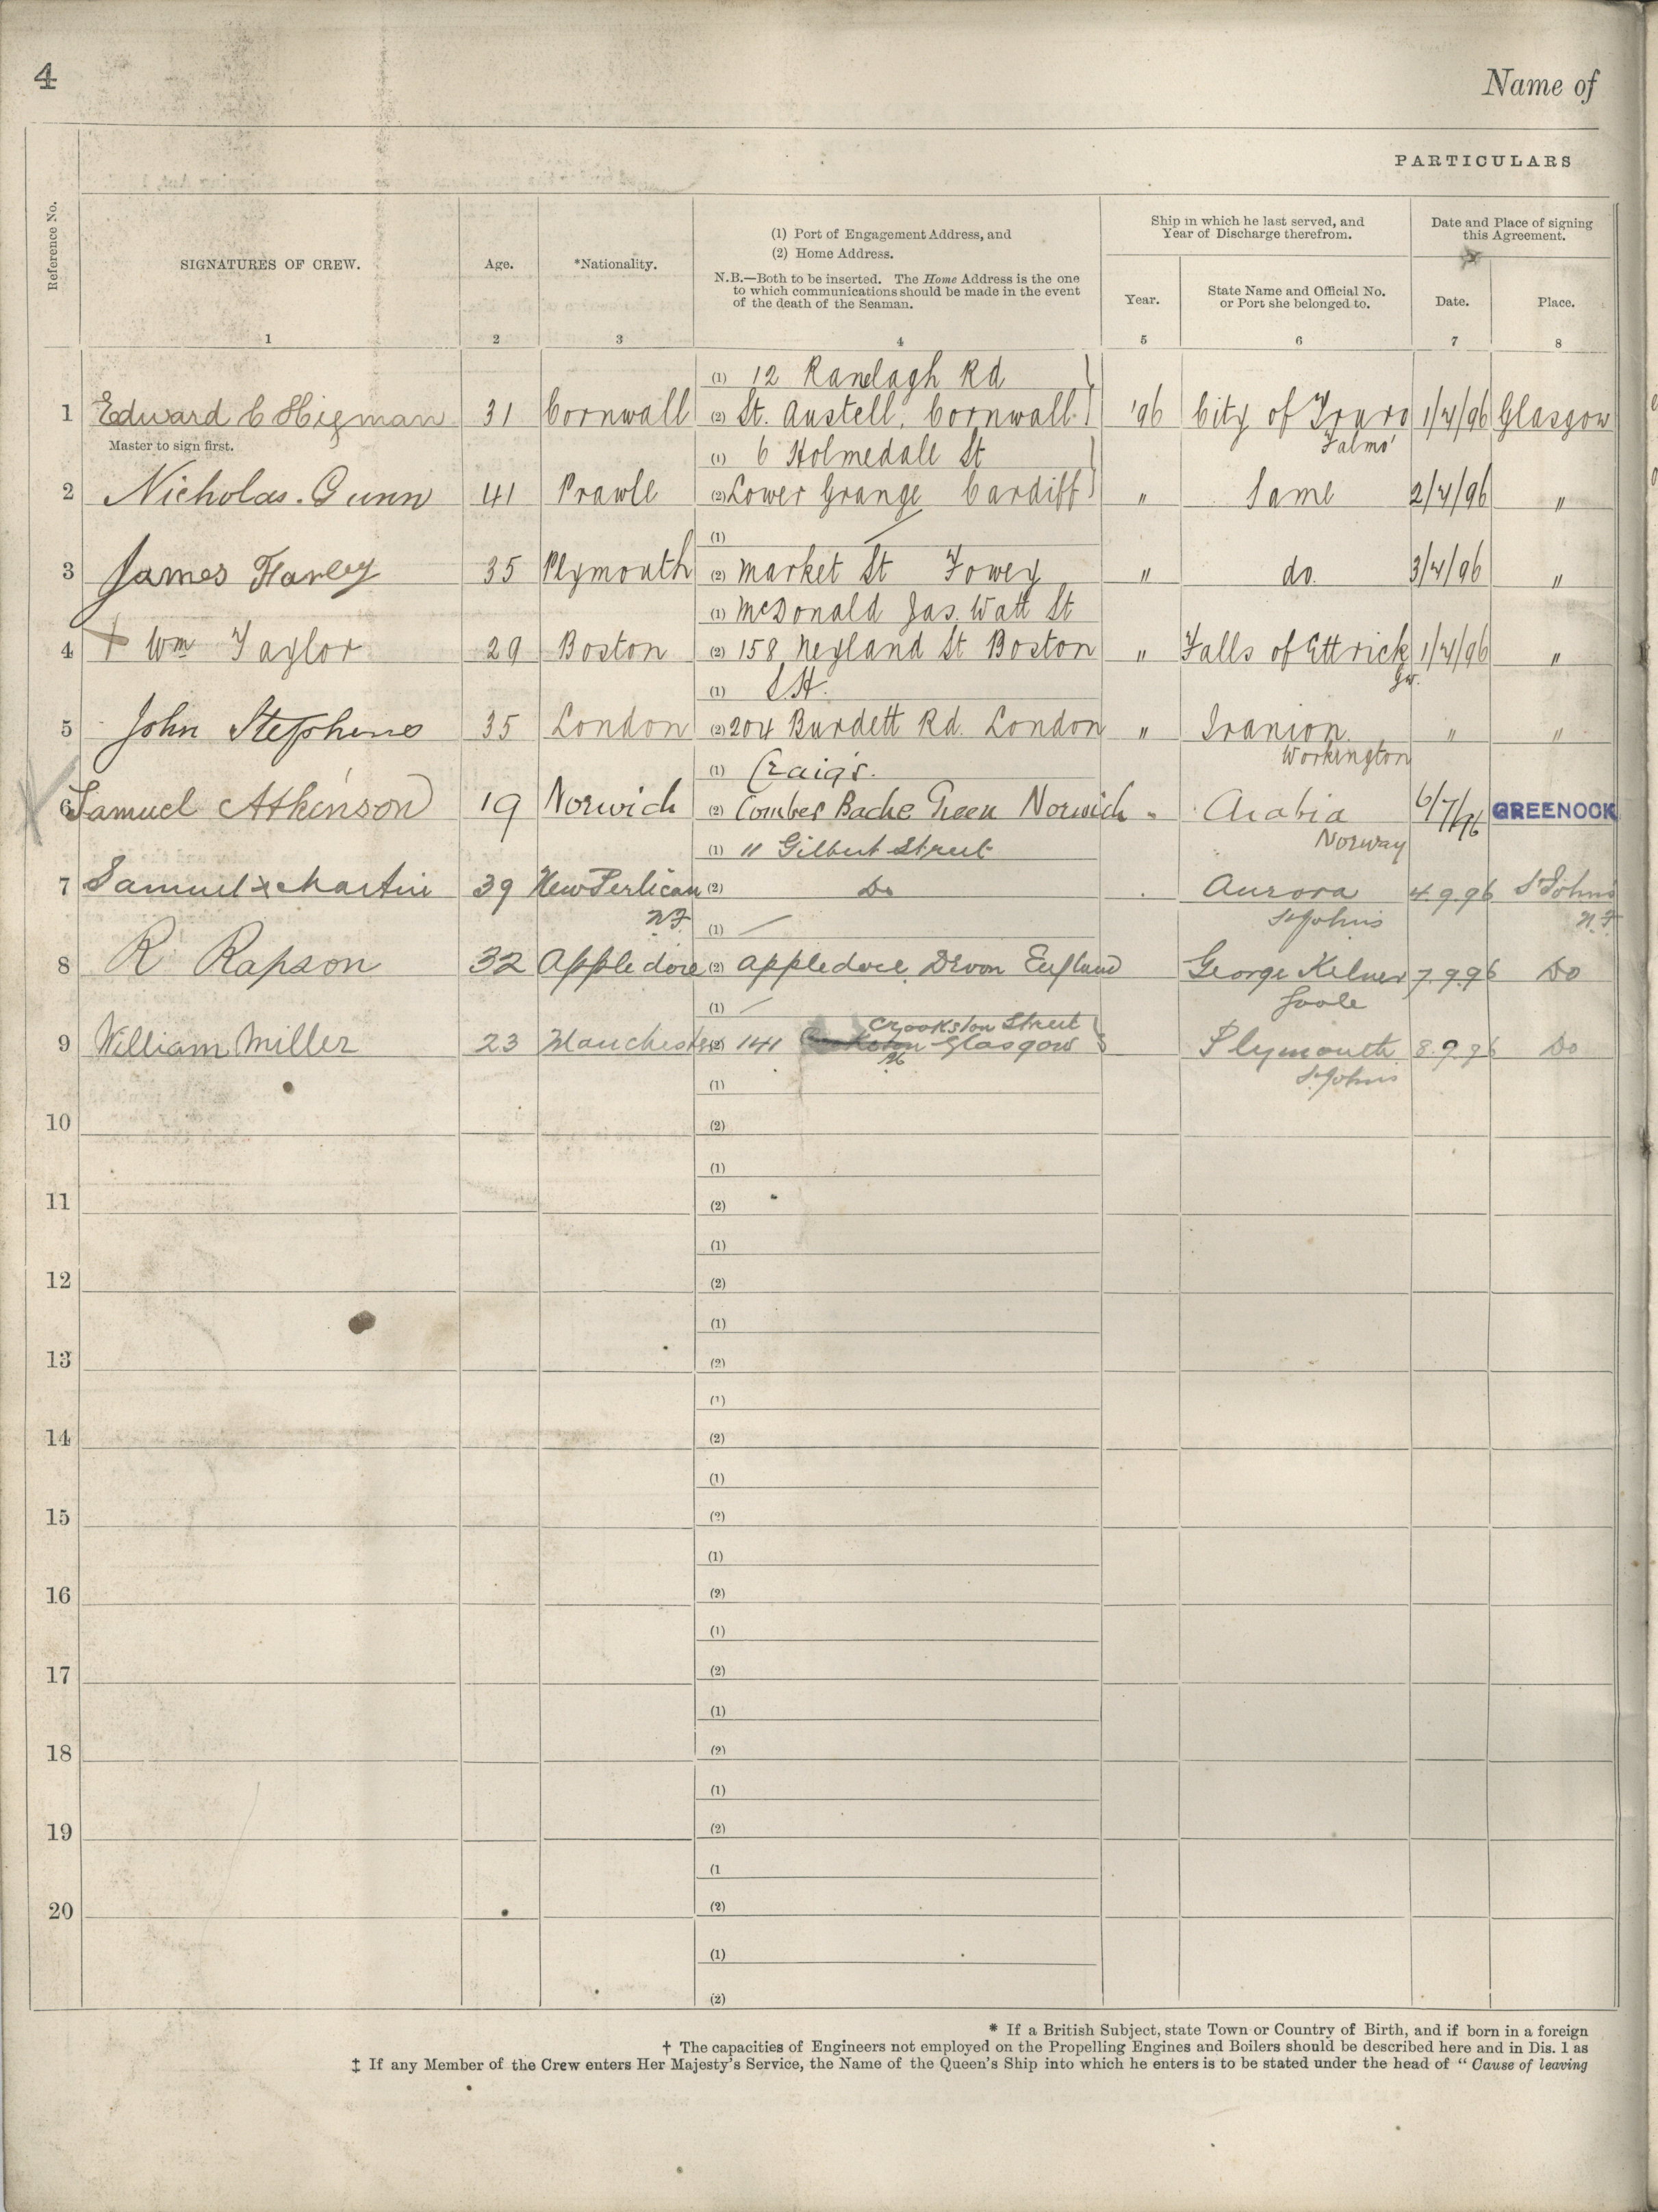 4
Name of
PARTICULARS
Reference No.
SIGNATURES OF CREW.
Age.
*Nationality.
(1) Port of Engagement Address, and
(2) Home Address.
N.B.—Both to be inserted. The Home Address is the one
to which communications should be made in the event
of the death of the Seaman.
Ship in which he last served, and
Year of Discharge therefrom.
Date and Place of signing
this Agreement.
Year.
State Name and Official No.
or Port she belonged to.
Date.
Place.
1 2 3 4 5 6 7 8
(1) 12 Ranelagh Rd
1 Edward C Higman 31 Cornwall (2) St. Austell. Cornwall. '96 City of Truro 1/4/96 Glasgow
Master to sign first.
Falmo'
(1) 6 Holmedale St
2 Nicholas. Gunn 41 Prawle (2) Lower Grange Cardiff " Same 2/4/96 "
(1)
3 James Hanley 35 Plymouth (2) Market St Fowey " do. 3/4/96 "
(1) McDonald Jas. Watt St
4 + Wm Taylor 29 Boston (2) 158 Neyland St Boston " Falls of Ettrick 1/4/96 "
Gw.
(1) S.H.
5 John Stephens 35 London (2) 204 Burdett Rd. London " Iranian " "
Workington
(1) Craigs.
6 Samuel Atkinson 19 Norwich (2) Bache Green Norwich " Arabia 6/7/96 GREENOCK
Norway
(1) 11 Gilbert Street
7 Samuel x Martin 39 New Perlican (2) Do Aurora 4.9.96 St Johns
N.F. St Johns N.F.
(1) —
8 R Rapson 32 Appledore (2) Appledore Devon England George Kilner 7.9.96 Do
Goole
(1) —
Crookston Street
9 William Miller 23 Manchester (2) 141 Glasgow Plymouth 8.9.96 Do
St Johns
(1)
10 (2)
(1)
11 (2)
(1)
12 (2)
(1)
13 (2)
(1)
14 (2)
(1)
15 (2)
(1)
16 (2)
(1)
17 (2)
(1)
18 (2)
(1)
19 (2)
(1
20 (2)
(1)
(2)
* If a British Subject, state Town or Country of Birth, and if born in a foreign
† The capacities of Engineers not employed on the Propelling Engines and Boilers should be described here and in Dis. 1 as
‡ If any Member of the Crew enters Her Majesty's Service, the Name of the Queen's Ship into which he enters is to be stated under the head of " Cause of leaving